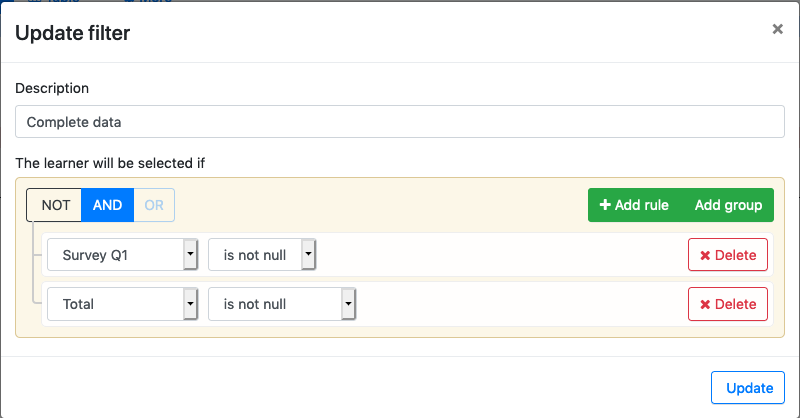 Update filter ×
Description
Complete data
The learner will be selected if
NOT AND OR + Add rule Add group
Survey Q1 is not null × Delete
Total is not null × Delete
Update